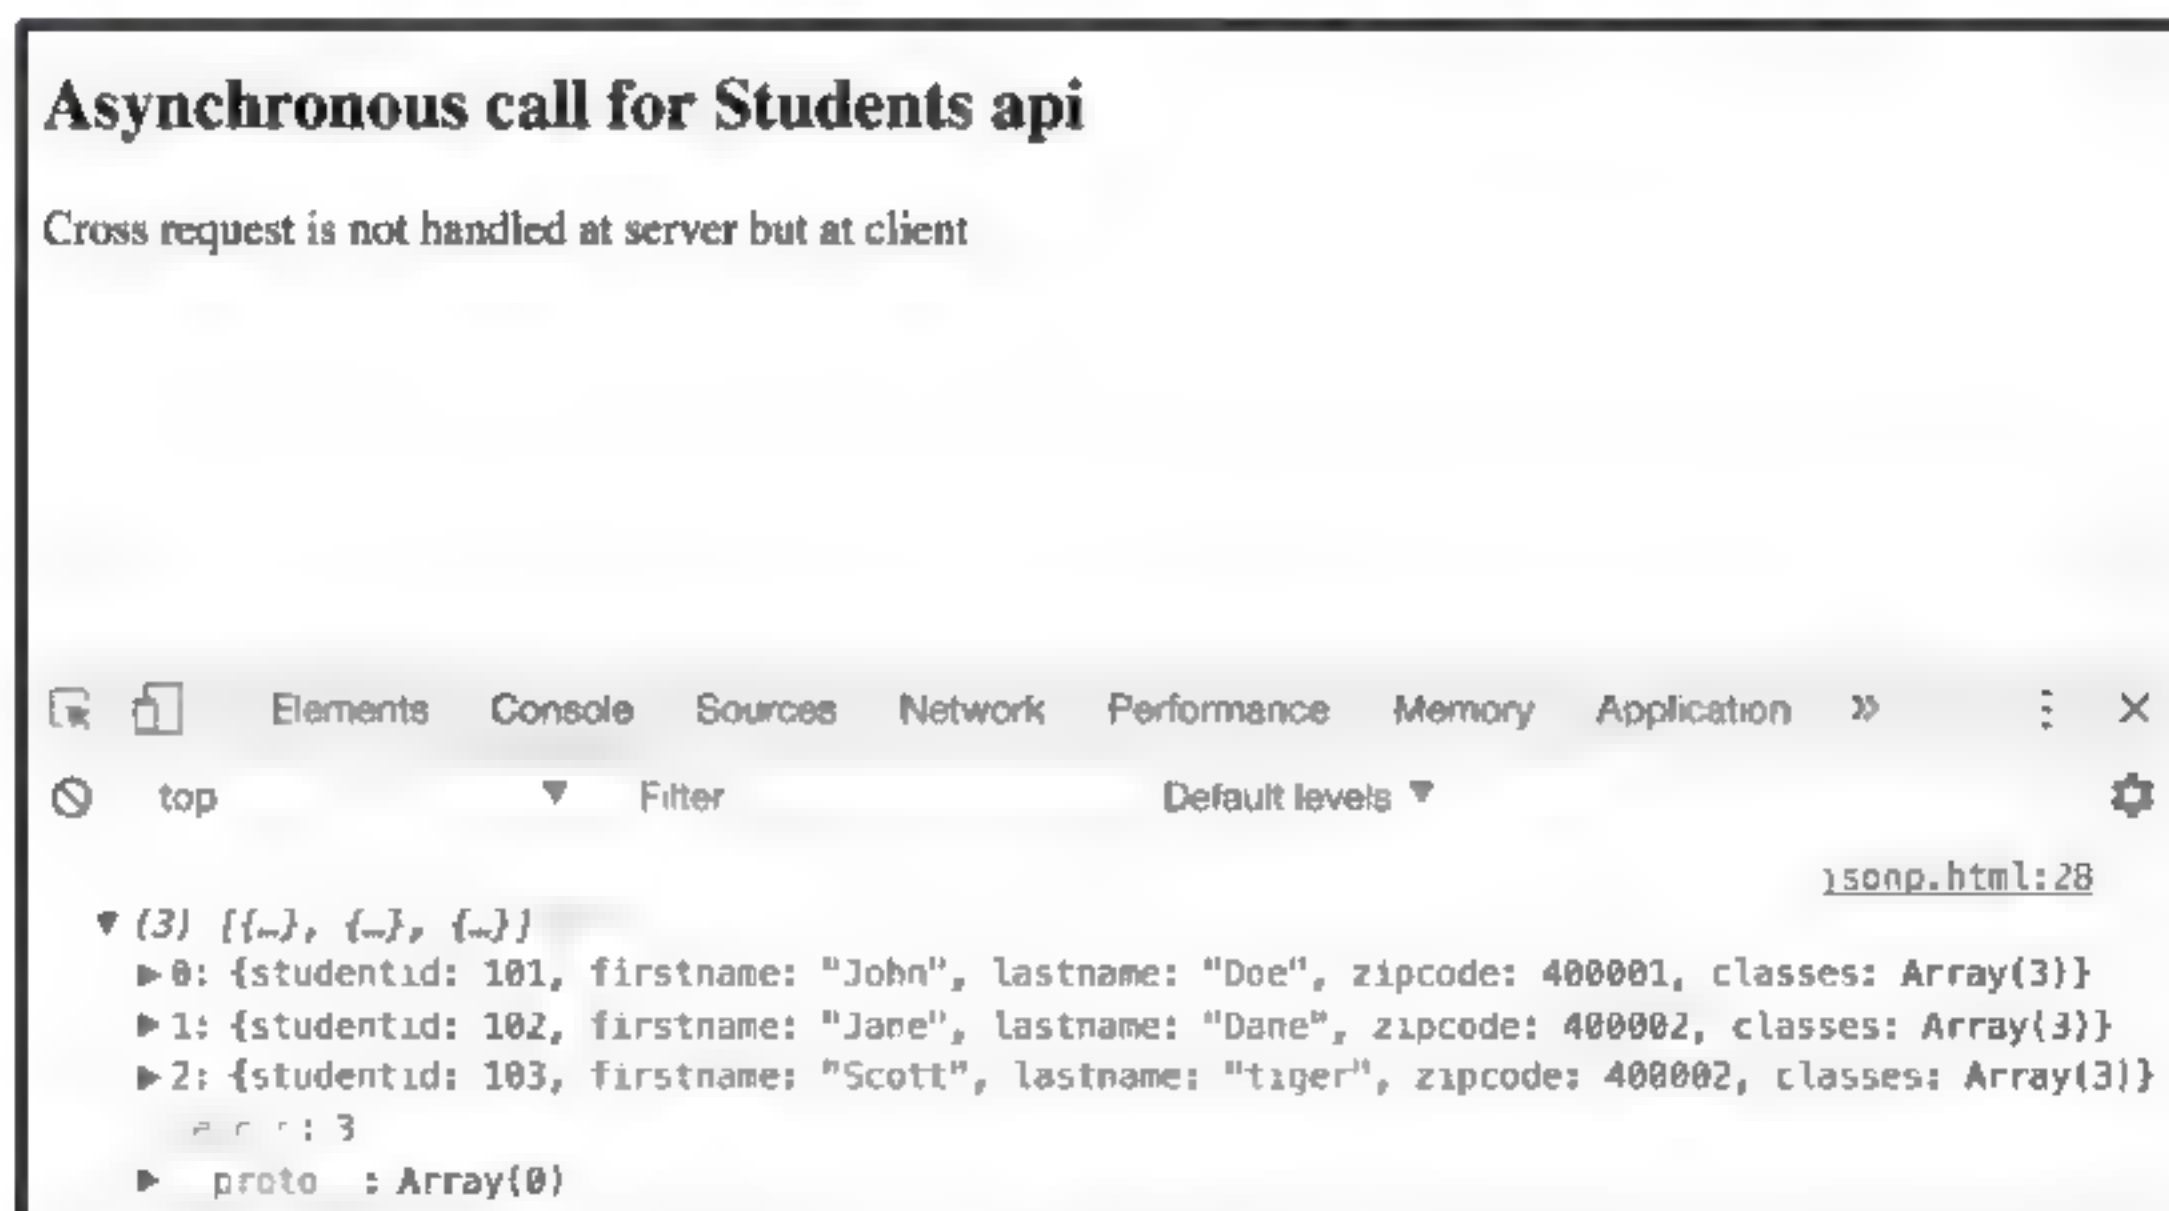 Asynchronous call for Students api
Cross request is not handled at server but at client
Elements Console Sources Network Performance Memory Application »
top ▼ Filter Default levels ▼
jsonp.html:28
▼ (3) [{…}, {…}, {…}]
▶ 0: {studentid: 101, firstname: "John", lastname: "Doe", zipcode: 400001, classes: Array(3)}
▶ 1: {studentid: 102, firstname: "Jane", lastname: "Dane", zipcode: 400002, classes: Array(3)}
▶ 2: {studentid: 103, firstname: "Scott", lastname: "tiger", zipcode: 400002, classes: Array(3)}
: 3
▶ proto : Array(0)